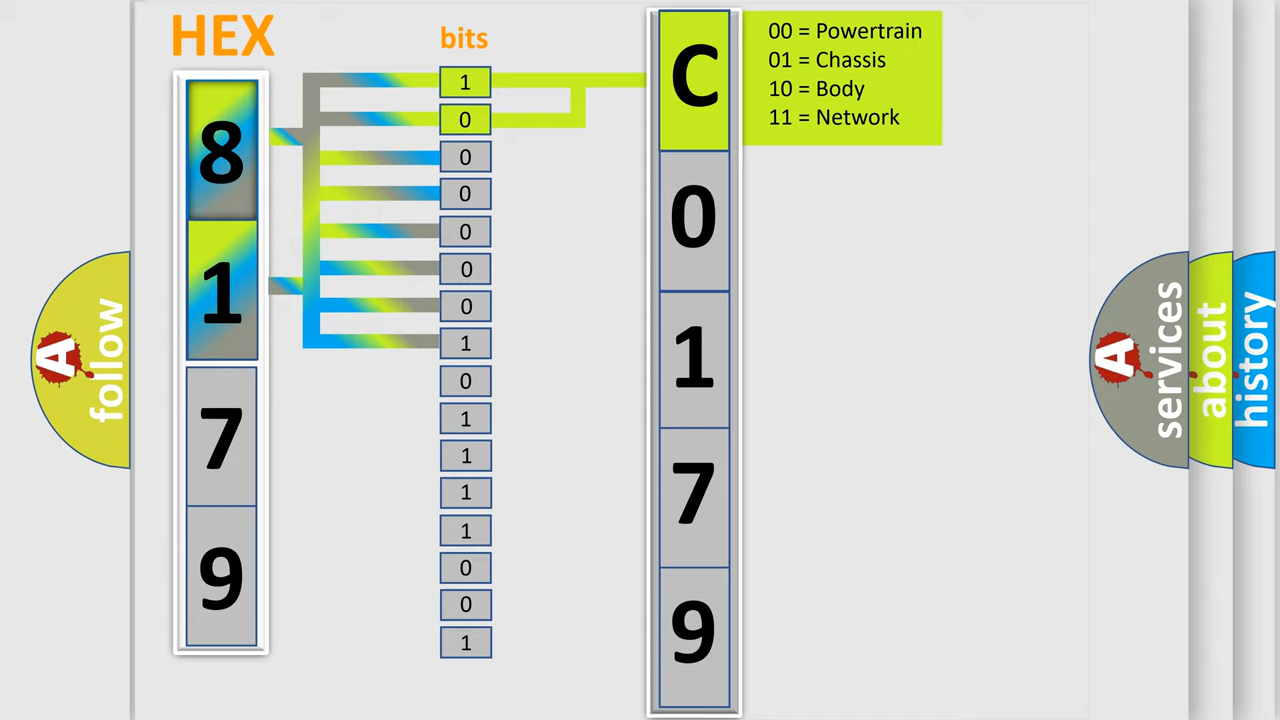 HEX
bits
8
1
7
9
1
0
0
0
0
0
0
1
0
1
1
1
1
0
0
1
C
0
1
7
9
00 = Powertrain
01 = Chassis
10 = Body
11 = Network
A
follow
A
services
about
history